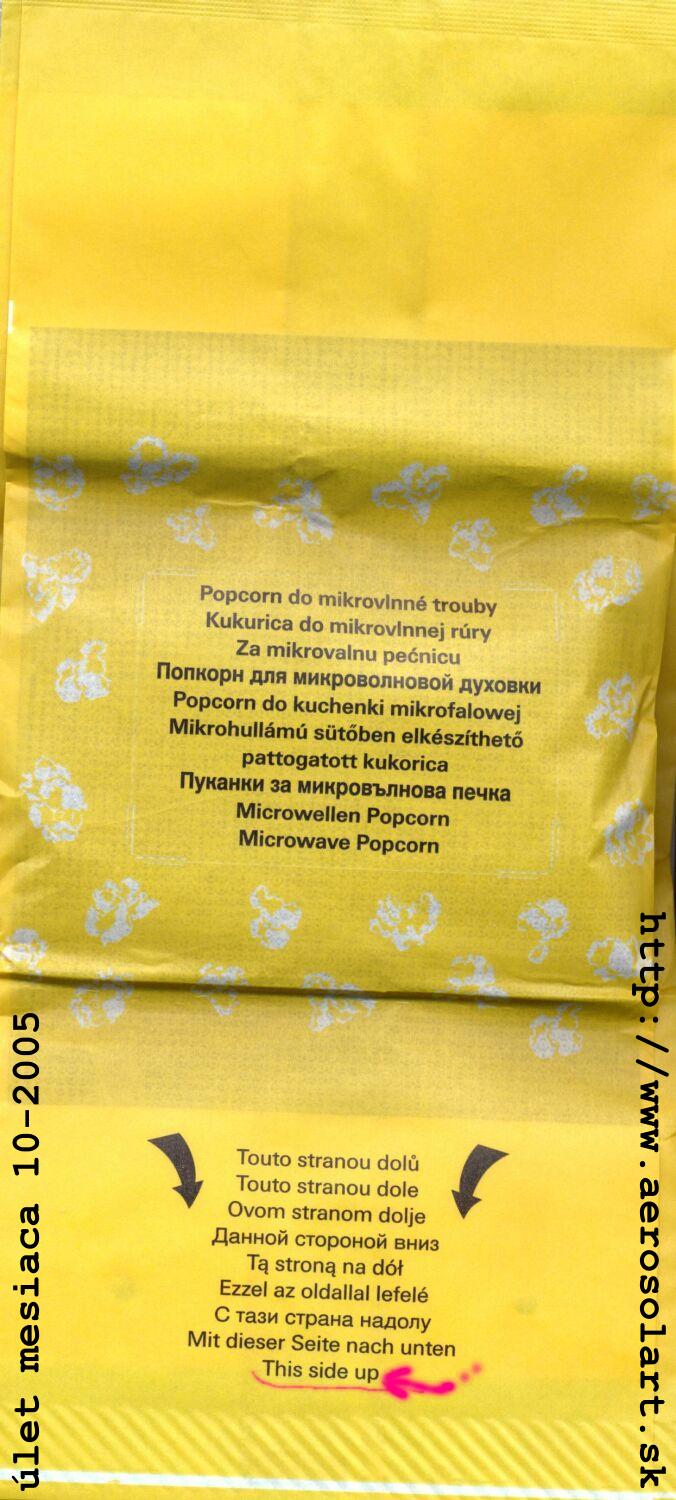 Popcorn do mikrovlnné trouby
Kukurica do mikrovlnnej rúry
Za mikrovalnu pećnicu
Попкорн для микроволновой духовки
Popcorn do kuchenki mikrofalowej
Mikrohullámú sütőben elkészíthető
pattogatott kukorica
Пуканки за микровълнова печка
Microwellen Popcorn
Microwave Popcorn
Touto stranou dolů
Touto stranou dole
Ovom stranom dolje
Данной стороной вниз
Tą stroną na dół
Ezzel az oldallal lefelé
С тази страна надолу
Mit dieser Seite nach unten
This side up
úlet mesiaca 10-2005
http://www.aerosolart.sk